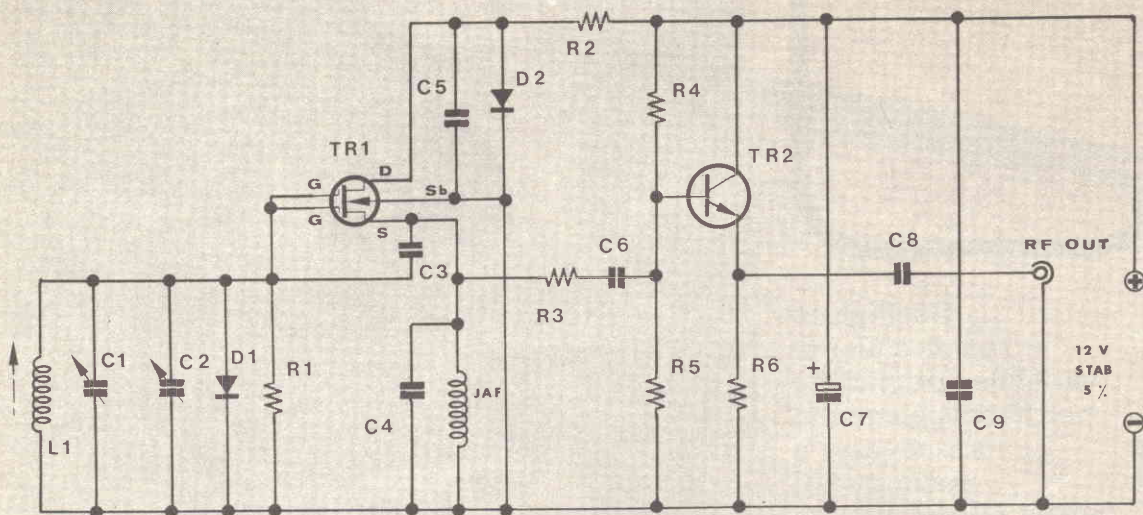 R2
C5
D2
R4
TR1
D
G
Sb
G
S
TR2
C3
C6
R3
C8
RF OUT
+
C1
C2
D1
R1
C4
JAF
R5
R6
+
C7
C9
12 V
STAB
5 %
L1
−